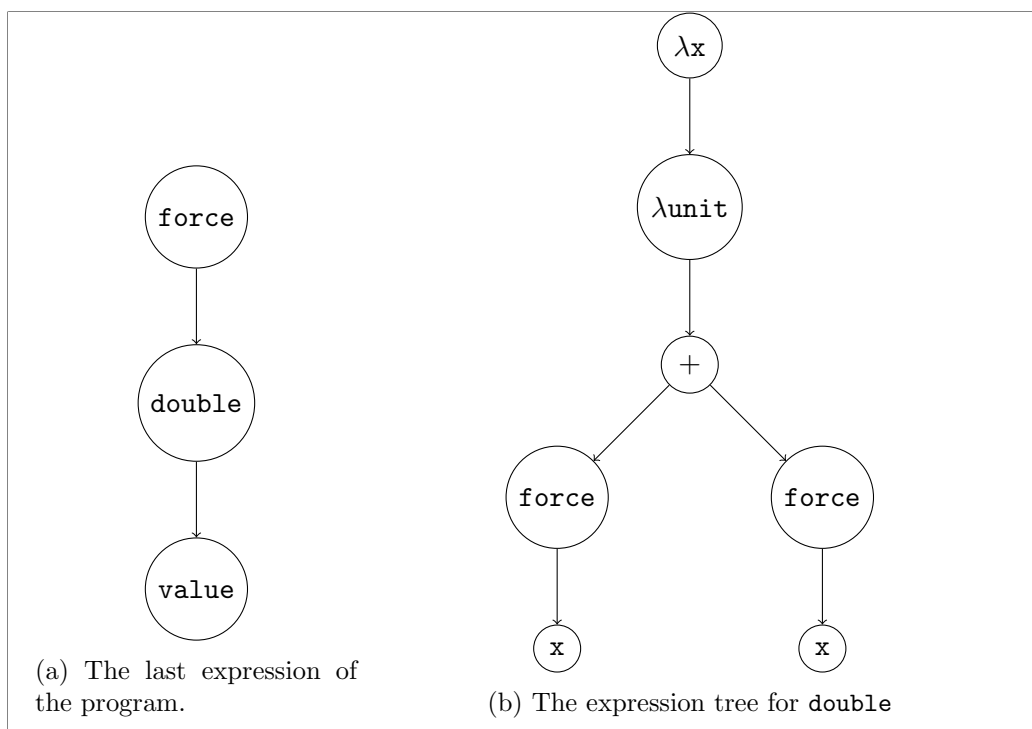 force
double
value
(a) The last expression of
the program.
λx
λunit
+
force force
x x
(b) The expression tree for double